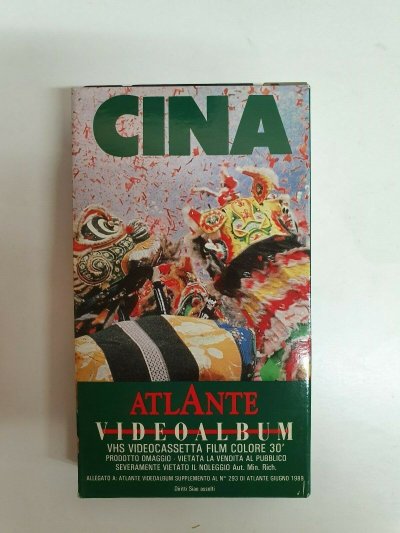 CINA
ATLANTE
VIDEOALBUM
VHS VIDEOCASSETTA FILM COLORE 30'
PRODOTTO OMAGGIO - VIETATA LA VENDITA AL PUBBLICO
SEVERAMENTE VIETATO IL NOLEGGIO Aut. Min. Rich.
ALLEGATO A: ATLANTE VIDEOALBUM SUPPLEMENTO AL N° 293 DI ATLANTE GIUGNO 1989
Diritti Siae assolti